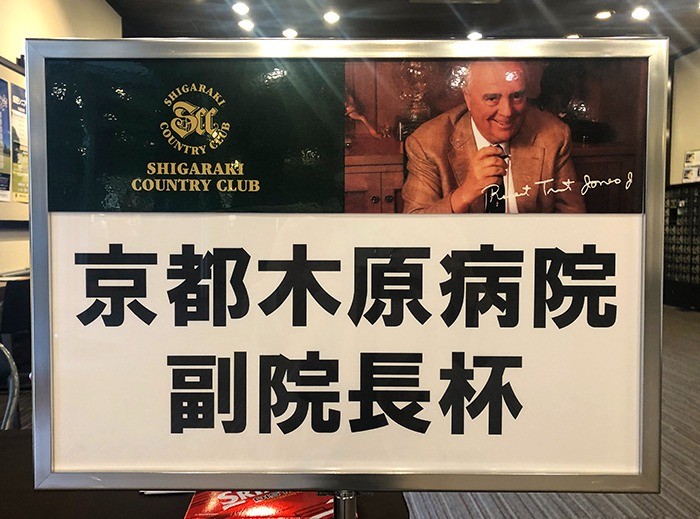 SHIGARAKI
COUNTRY CLUB
SHIGARAKI
COUNTRY CLUB
Robert Trent Jones J
京都木原病院
副院長杯
SRI